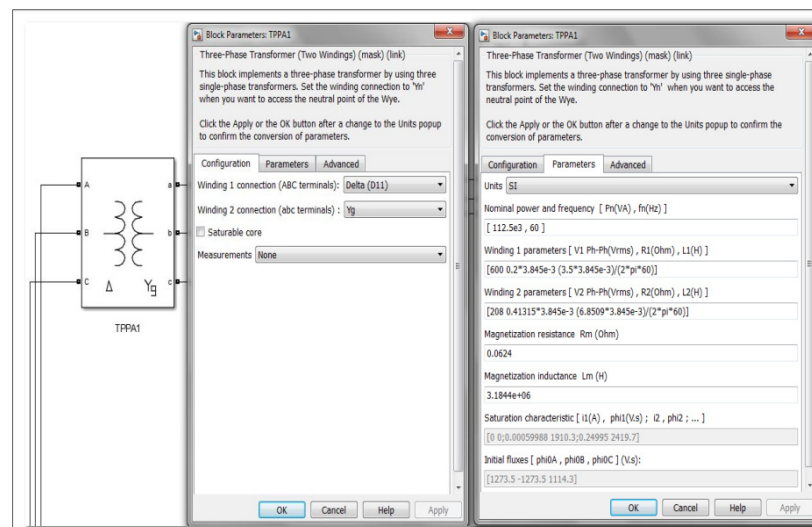 A
B
C
a
b
c
Δ
Yg
TPPA1
Block Parameters: TPPA1
Three-Phase Transformer (Two Windings) (mask) (link)
This block implements a three-phase transformer by using three
single-phase transformers. Set the winding connection to 'Yn'
when you want to access the neutral point of the Wye.
Click the Apply or the OK button after a change to the Units popup
to confirm the conversion of parameters.
Configuration Parameters Advanced
Winding 1 connection (ABC terminals): Delta (D11)
Winding 2 connection (abc terminals) : Yg
Saturable core
Measurements None
OK Cancel Help Apply
Block Parameters: TPPA1
Three-Phase Transformer (Two Windings) (mask) (link)
This block implements a three-phase transformer by using three
single-phase transformers. Set the winding connection to 'Yn' when you want to access the
neutral point of the Wye.
Click the Apply or the OK button after a change to the Units popup to confirm the
conversion of parameters.
Configuration Parameters Advanced
Units SI
Nominal power and frequency [ Pn(VA) , fn(Hz) ]
[ 112.5e3 , 60 ]
Winding 1 parameters [ V1 Ph-Ph(Vrms) , R1(Ohm) , L1(H) ]
[600 0.2*3.845e-3 (3.5*3.845e-3)/(2*pi*60)]
Winding 2 parameters [ V2 Ph-Ph(Vrms) , R2(Ohm) , L2(H) ]
[208 0.41315*3.845e-3 (6.8509*3.845e-3)/(2*pi*60)]
Magnetization resistance Rm (Ohm)
0.0624
Magnetization inductance Lm (H)
3.1844e+06
Saturation characteristic [ i1(A) , phi1(V.s) ; i2 , phi2 ; ... ]
[0 0;0.00059988 1910.3;0.24995 2419.7]
Initial fluxes [ phi0A , phi0B , phi0C ] (V.s):
[1273.5 -1273.5 1114.3]
OK Cancel Help Apply